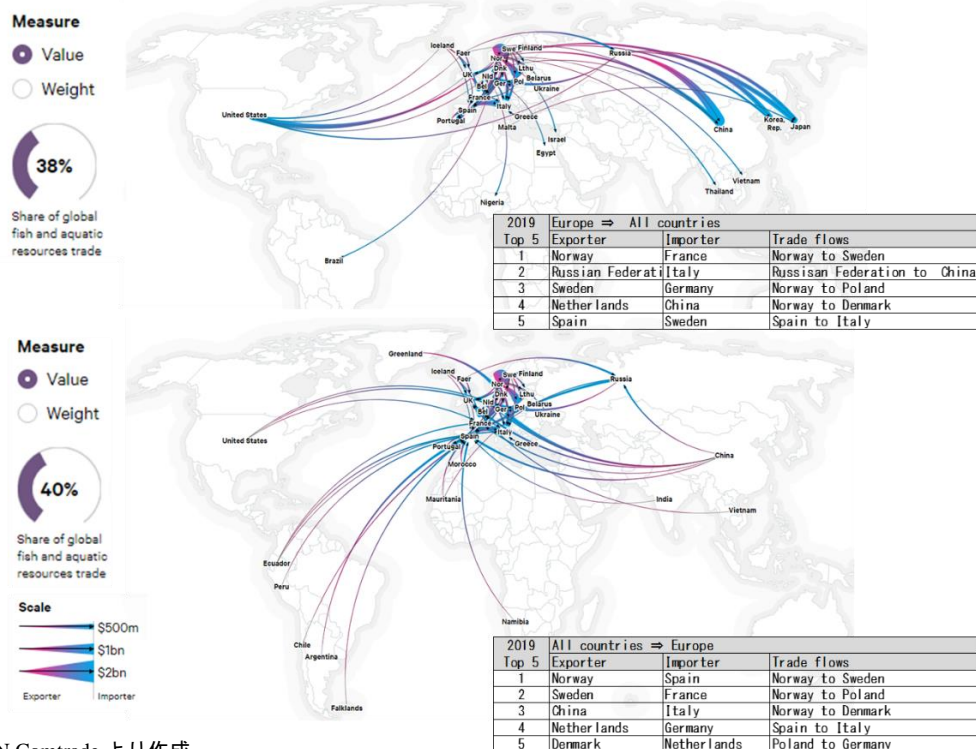 Measure
Value
Weight
38%
Share of global
fish and aquatic
resources trade
Iceland
Faer
Swe Finland
Nor
Russia
UK
Dnk
Lthu
Nld
Bel
Ger
Pol
Belarus
Ukraine
France
Spain
Italy
Portugal
Greece
Malta
United States
Israel
Egypt
China
Korea,
Rep.
Japan
Vietnam
Thailand
Nigeria
Brazil
2019 Europe ⇒ All countries
Top 5 Exporter Importer Trade flows
1 Norway France Norway to Sweden
2 Russian Federati Italy Russisan Federation to China
3 Sweden Germany Norway to Poland
4 Netherlands China Norway to Denmark
5 Spain Sweden Spain to Italy
Measure
Value
Weight
40%
Share of global
fish and aquatic
resources trade
Scale
$500m
$1bn
$2bn
Exporter Importer
Greenland
Iceland
Faer
Swe Finland
Nor
Russia
UK
Dnk
Lthu
Nld
Bel
Ger
Pol
Belarus
Ukraine
France
Spain
Italy
Portugal
Greece
United States
Morocco
China
Mauritania
India
Vietnam
Ecuador
Peru
Namibia
Chile
Argentina
Falklands
2019 All countries ⇒ Europe
Top 5 Exporter Importer Trade flows
1 Norway Spain Norway to Sweden
2 Sweden France Norway to Poland
3 China Italy Norway to Denmark
4 Netherlands Germany Spain to Italy
5 Denmark Netherlands Poland to Germany
N Comtrade より作成